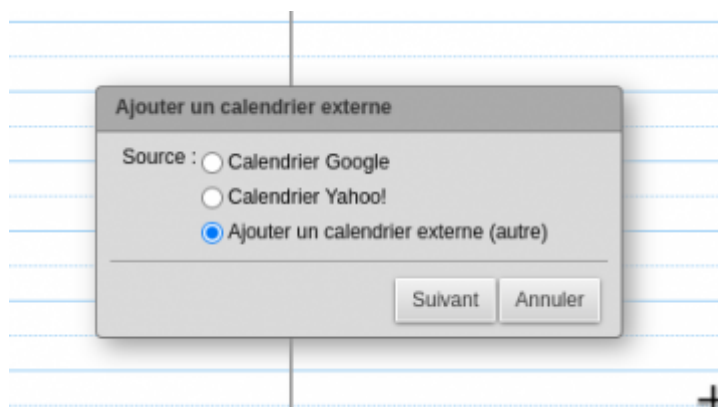 Ajouter un calendrier externe
Source : Calendrier Google
Calendrier Yahoo!
Ajouter un calendrier externe (autre)
Suivant Annuler